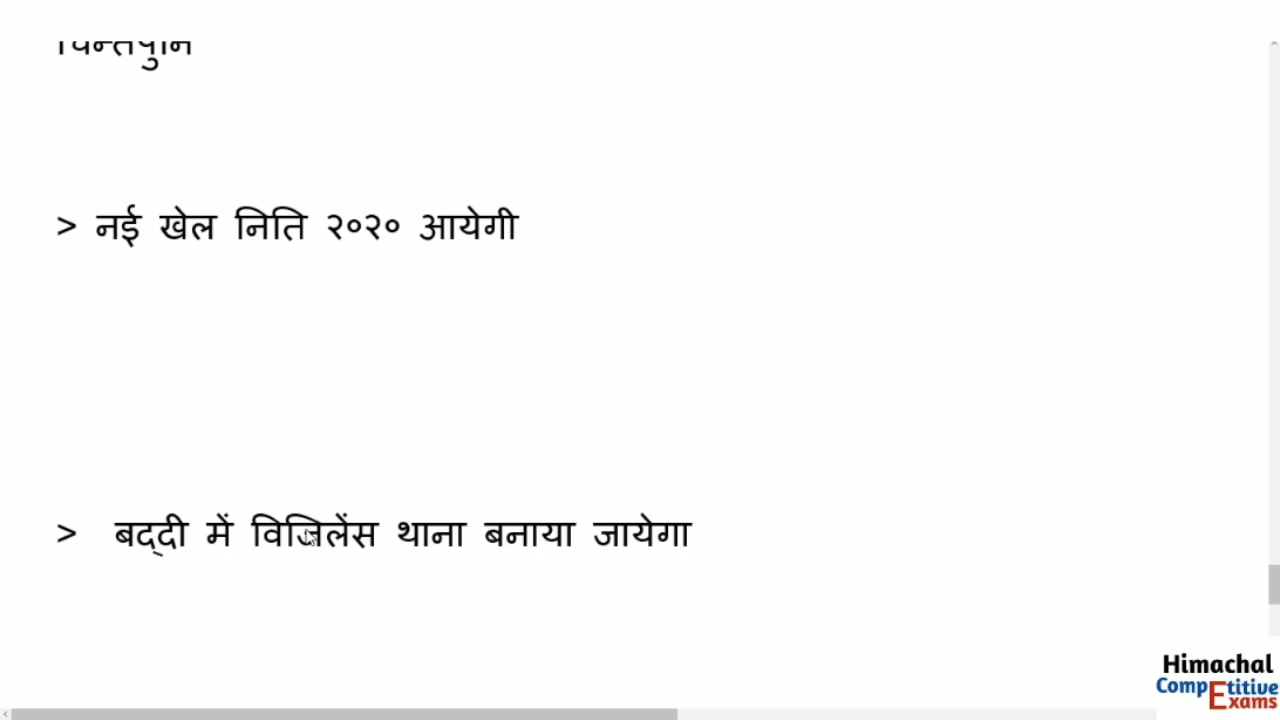 > नई खेल निति २०२० आयेगी
> बद्दी में विजिलेंस थाना बनाया जायेगा
Himachal
CompEtitive
Exams